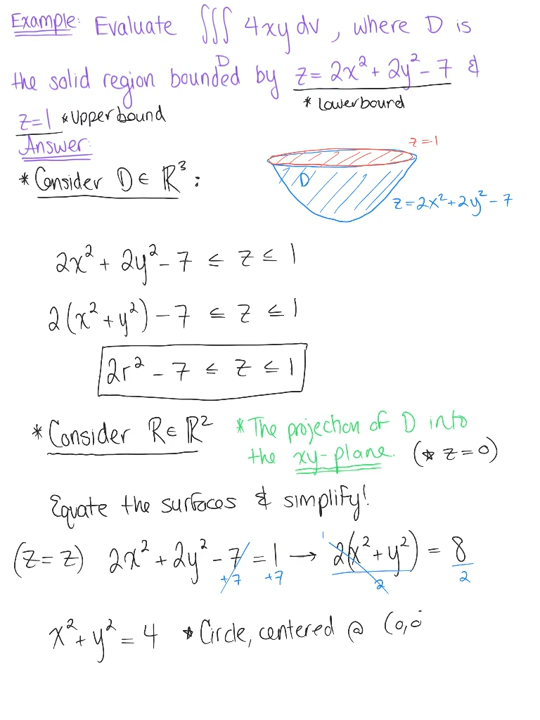 Example: Evaluate ∭ 4xy dv, where D is
D
the solid region bounded by z = 2x² + 2y² - 7 &
* Lowerbound
z=1 * Upperbound
Answer:
* Consider D ∈ ℝ³ :
z=1
D
z=2x²+2y²-7
2x² + 2y² - 7 ≤ z ≤ 1
2(x² + y²) - 7 ≤ z ≤ 1
2r² - 7 ≤ z ≤ 1
* Consider R ∈ ℝ² * The projection of D into
the xy-plane. (* z=0)
Equate the surfaces & simplify!
(z = z) 2x² + 2y² - 7 = 1 → 2(x² + y²) = 8
+7 +7 2 2
x² + y² = 4 * Circle, centered @ (0,0